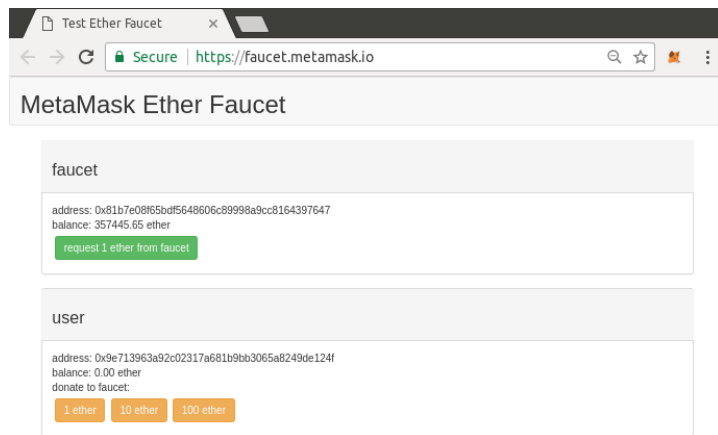 Test Ether Faucet
Secure | https://faucet.metamask.io
MetaMask Ether Faucet
faucet
address: 0x81b7e08f65bdf5648606c89998a9cc8164397647
balance: 357445.65 ether
request 1 ether from faucet
user
address: 0x9e713963a92c02317a681b9bb3065a8249de124f
balance: 0.00 ether
donate to faucet:
1 ether 10 ether 100 ether